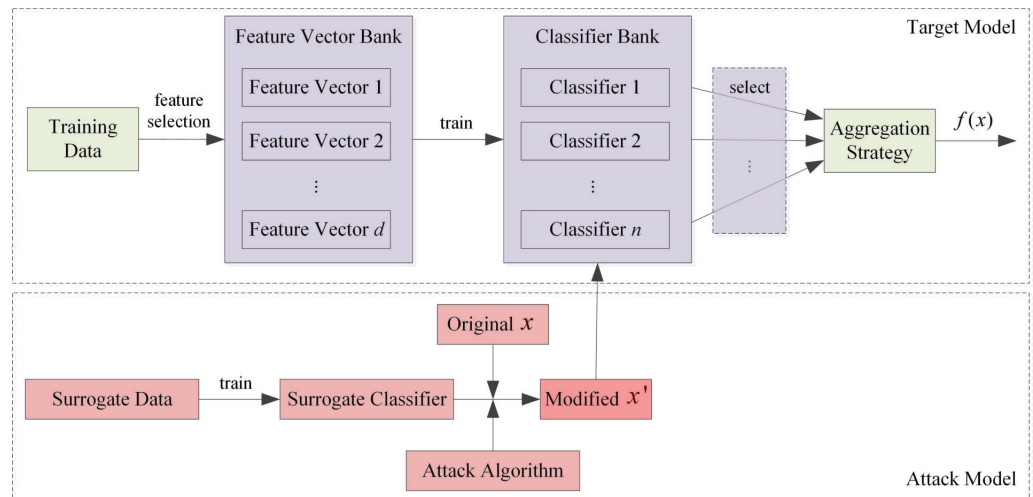 Target Model
Feature Vector Bank
Classifier Bank
Feature Vector 1
Classifier 1
select
feature
selection
Training
Data
Feature Vector 2
train
Classifier 2
Aggregation
Strategy
f(x)
⋮
⋮
⋮
Feature Vector d
Classifier n
Original x
Surrogate Data
train
Surrogate Classifier
Modified x'
Attack Algorithm
Attack Model